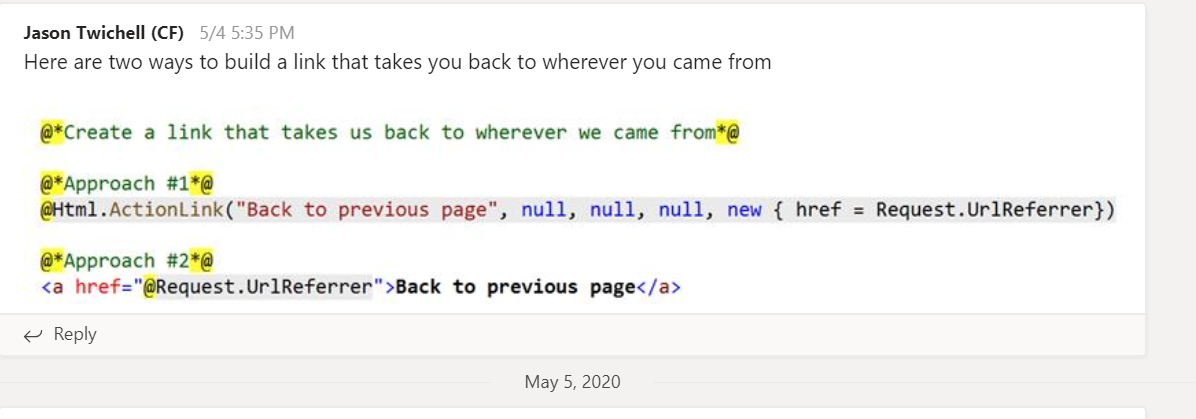 Jason Twichell (CF) 5/4 5:35 PM
Here are two ways to build a link that takes you back to wherever you came from
@*Create a link that takes us back to wherever we came from*@
@*Approach #1*@
@Html.ActionLink("Back to previous page", null, null, null, new { href = Request.UrlReferrer})
@*Approach #2*@
<a href="@Request.UrlReferrer">Back to previous page</a>
Reply
May 5, 2020